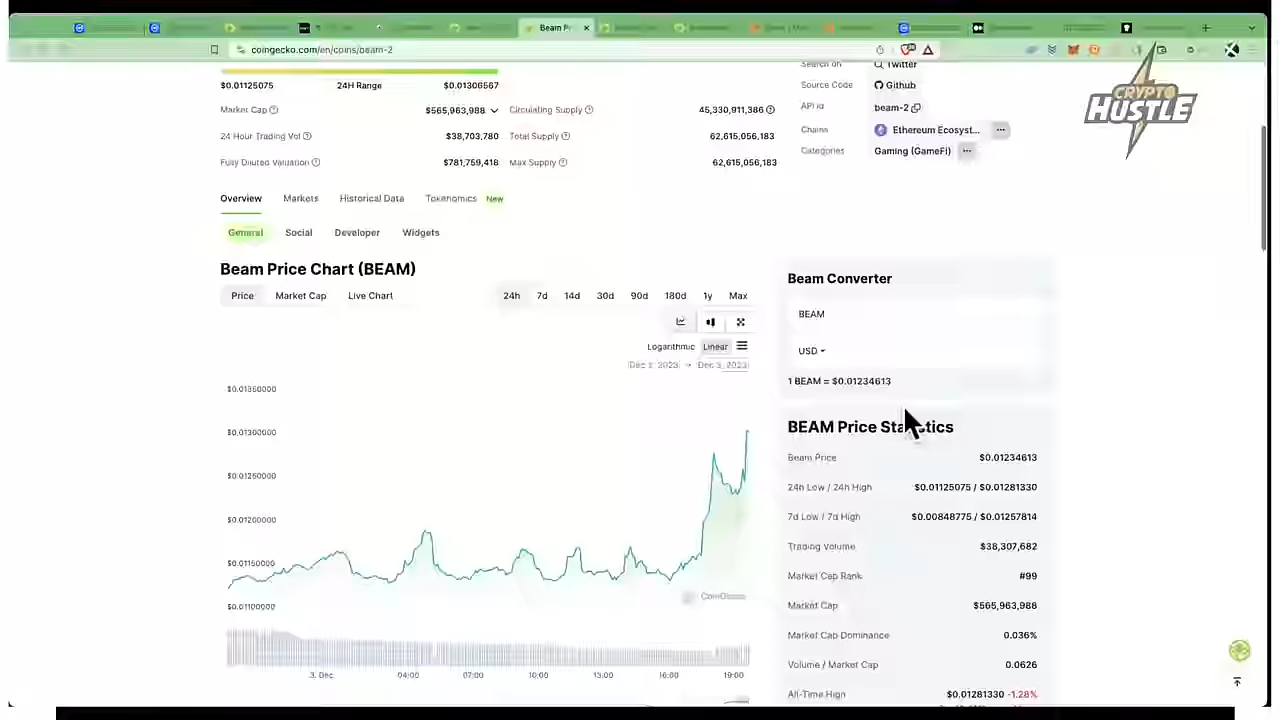 Beam P
coingecko.com/en/coins/beam-2
Search on Twitter
$0.01125075 24H Range $0.01306567
Source Code Github
CRYPTO
HUSTLE
Market Cap $565,963,988 Circulating Supply 45,330,911,386
API id beam-2
24 Hour Trading Vol $38,703,780 Total Supply 62,615,056,183
Chains Ethereum Ecosyst...
Fully Diluted Valuation $781,759,418 Max Supply 62,615,056,183
Categories Gaming (GameFi)
Overview Markets Historical Data Tokenomics New
General Social Developer Widgets
Beam Price Chart (BEAM)
Beam Converter
Price Market Cap Live Chart 24h 7d 14d 30d 90d 180d 1y Max
BEAM
Logarithmic Linear
USD
Dec 3, 2023
1 BEAM = $0.01234613
$0.01350000
BEAM Price Statistics
$0.01300000
Beam Price $0.01234613
$0.01250000
24h Low / 24h High $0.01125075 / $0.01281330
$0.01200000
7d Low / 7d High $0.00848775 / $0.01257814
Trading Volume $38,307,682
$0.01150000
Market Cap Rank #99
$0.01100000
Market Cap $565,963,988
Market Cap Dominance 0.036%
Volume / Market Cap 0.0626
3. Dec 04:00 07:00 10:00 13:00 16:00 19:00
All-Time High $0.01281330 -1.28%